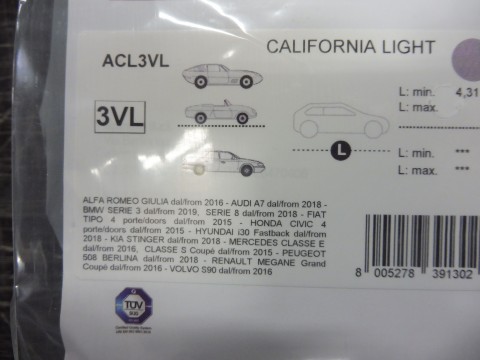 CALIFORNIA LIGHT
ACL3VL
L: min. 4,31
L: max.
3VL
L
L: min. ***
L: max. ***
ALFA ROMEO GIULIA dal/from 2016 - AUDI A7 dal/from 2018 -
BMW SERIE 3 dal/from 2019, SERIE 8 dal/from 2018 - FIAT
TIPO 4 porte/doors dal/from 2015 - HONDA CIVIC 4
porte/doors dal/from 2015 - HYUNDAI i30 Fastback dal/from
2018 - KIA STINGER dal/from 2018 - MERCEDES CLASSE E
dal/from 2016, CLASSE S Coupé dal/from 2015 - PEUGEOT
508 BERLINA dal/from 2018 - RENAULT MEGANE Grand
Coupé dal/from 2016 - VOLVO S90 dal/from 2016
8 005278 391302
TÜV